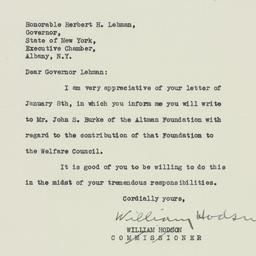 Honorable Herbert H. Lehman,
Governor,
State of New York,
Executive Chamber,
Albany, N.Y.
Dear Governor Lehman:
I am very appreciative of your letter of
January 8th, in which you inform me you will write
to Mr. John S. Burke of the Altman Foundation with
regard to the contribution of that Foundation to
the Welfare Council.
It is good of you to be willing to do this
in the midst of your tremendous responsibilities.
Cordially yours,
William Hodson
WILLIAM HODSON
COMMISSIONER